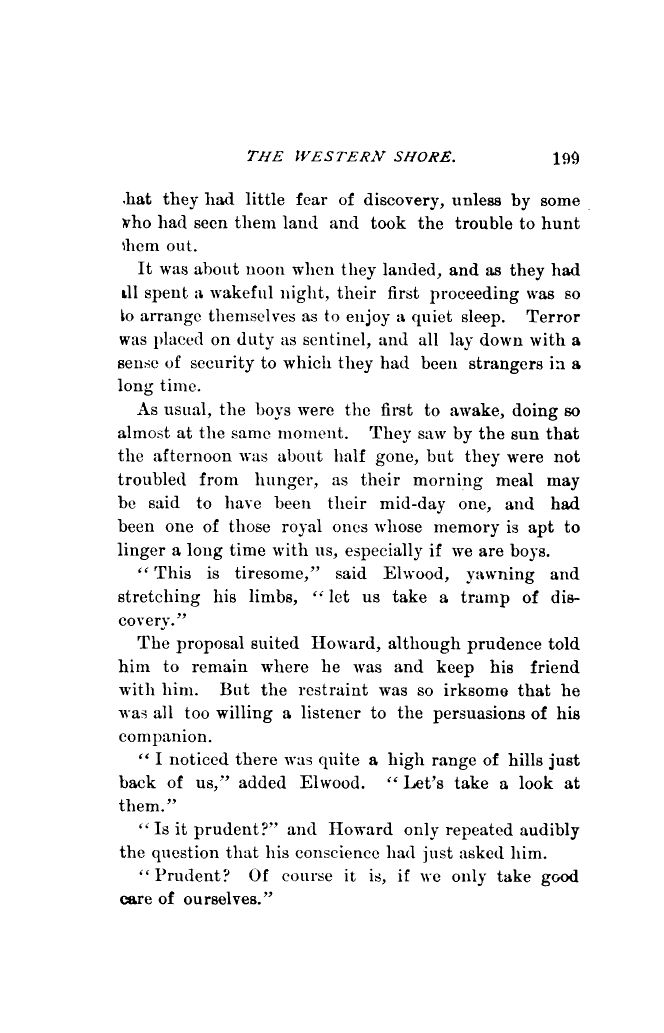 THE WESTERN SHORE. 199
that they had little fear of discovery, unless by some
who had seen them land and took the trouble to hunt
them out.
It was about noon when they landed, and as they had
all spent a wakeful night, their first proceeding was so
to arrange themselves as to enjoy a quiet sleep. Terror
was placed on duty as sentinel, and all lay down with a
sense of security to which they had been strangers in a
long time.
As usual, the boys were the first to awake, doing so
almost at the same moment. They saw by the sun that
the afternoon was about half gone, but they were not
troubled from hunger, as their morning meal may
be said to have been their mid-day one, and had
been one of those royal ones whose memory is apt to
linger a long time with us, especially if we are boys.
"This is tiresome," said Elwood, yawning and
stretching his limbs, "let us take a tramp of dis-
covery."
The proposal suited Howard, although prudence told
him to remain where he was and keep his friend
with him. But the restraint was so irksome that he
was all too willing a listener to the persuasions of his
companion.
"I noticed there was quite a high range of hills just
back of us," added Elwood. "Let's take a look at
them."
"Is it prudent?" and Howard only repeated audibly
the question that his conscience had just asked him.
"Prudent? Of course it is, if we only take good
care of ourselves."